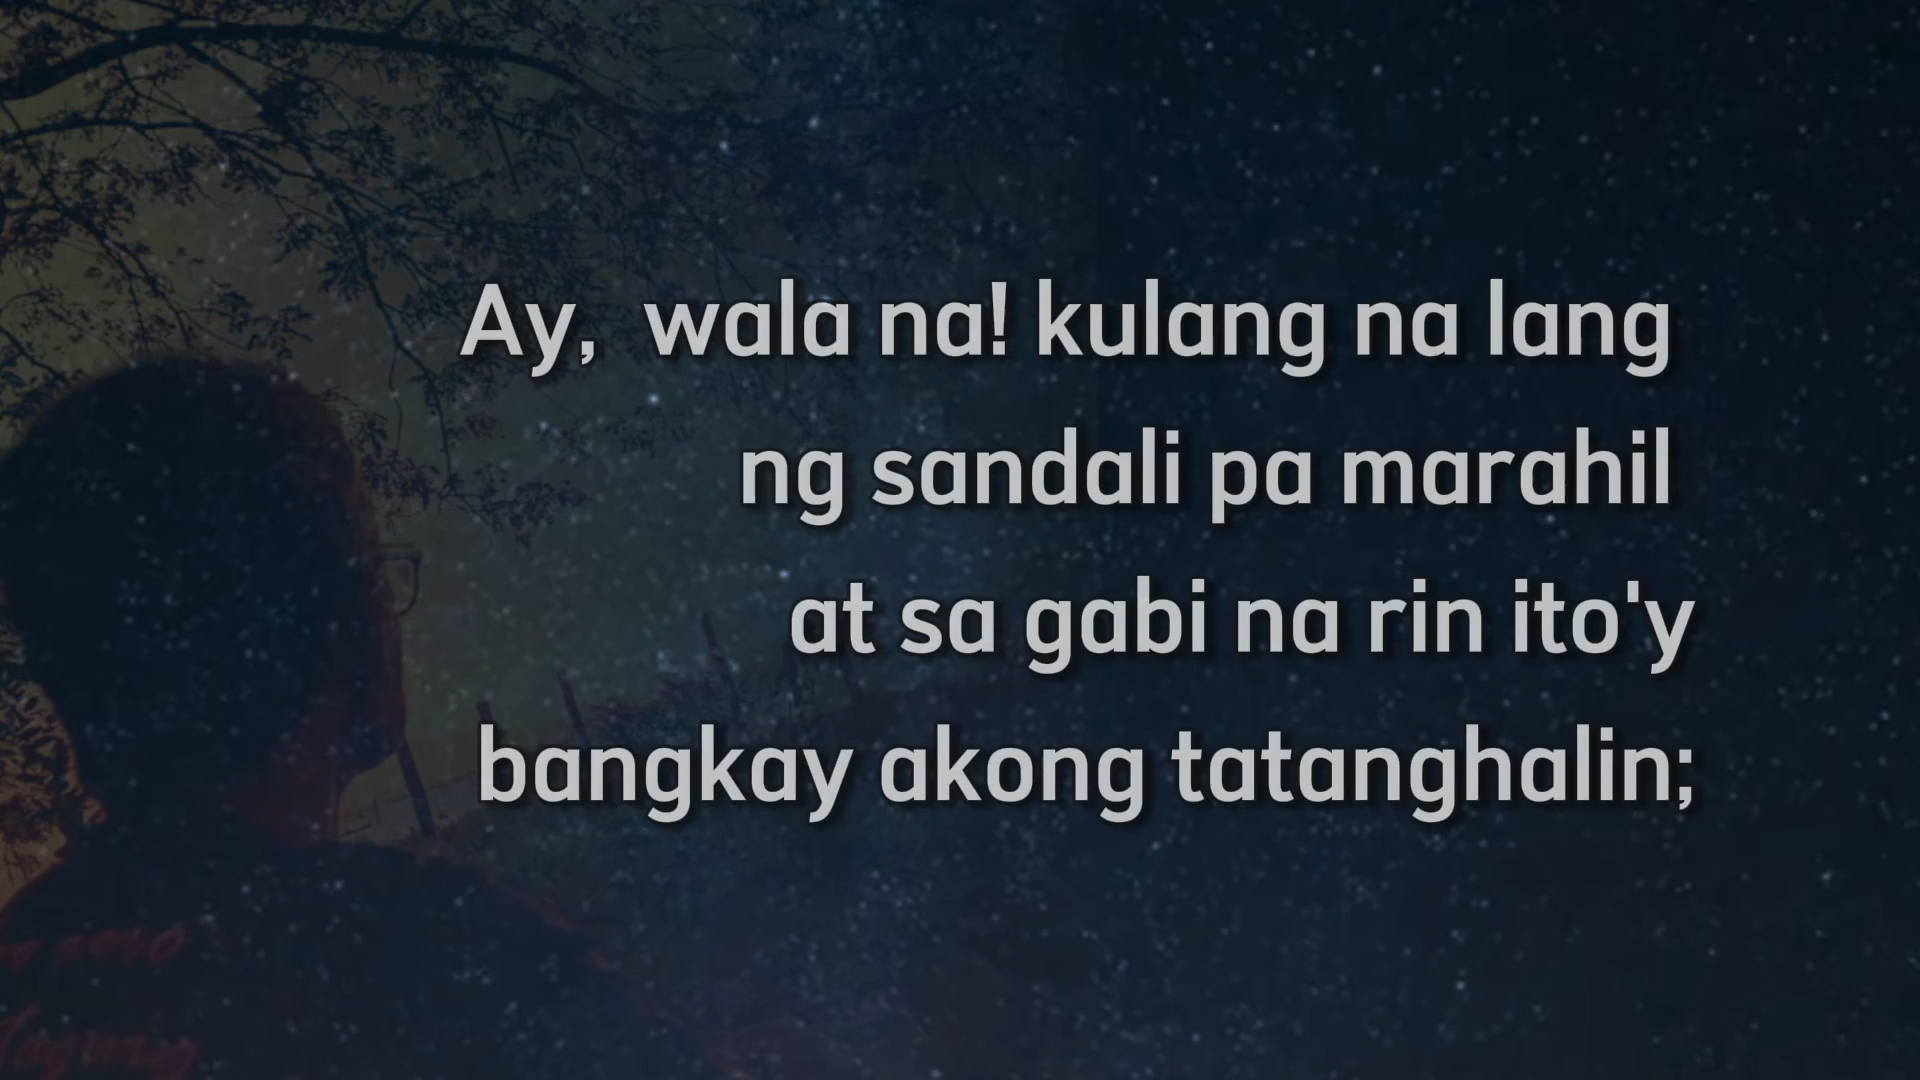 Ay,  wala na! kulang na lang
ng sandali pa marahil
at sa gabi na rin ito'y
bangkay akong tatanghalin;